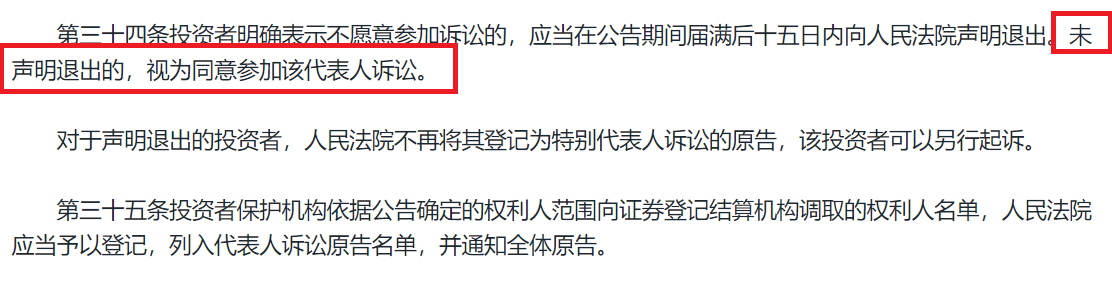 第三十四条投资者明确表示不愿意参加诉讼的，应当在公告期间届满后十五日内向人民法院声明退出。未
声明退出的，视为同意参加该代表人诉讼。
对于声明退出的投资者，人民法院不再将其登记为特别代表人诉讼的原告，该投资者可以另行起诉。
第三十五条投资者保护机构依据公告确定的权利人范围向证券登记结算机构调取的权利人名单，人民法院
应当予以登记，列入代表人诉讼原告名单，并通知全体原告。